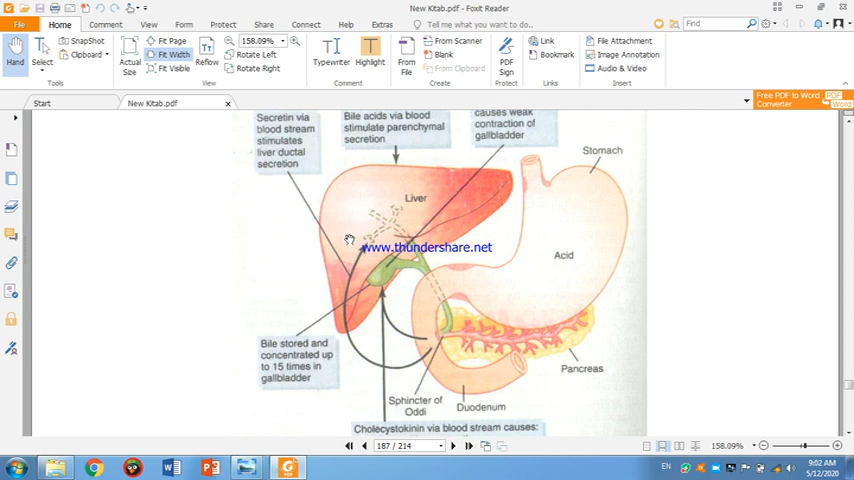 New Kitab.pdf - Foxit Reader
File
Home
Comment
View
Form
Protect
Share
Connect
Help
Extras
Tell me what you want to do...
Find
Hand
Select
SnapShot
Clipboard
Actual
Size
Fit Page
Fit Width
Fit Visible
Reflow
158.09%
Rotate Left
Rotate Right
Typewriter
Highlight
From
File
From Scanner
Blank
From Clipboard
PDF
Sign
Link
Bookmark
File Attachment
Image Annotation
Audio & Video
Tools
View
Comment
Create
Protect
Links
Insert
Start
New Kitab.pdf
Free PDF to Word
Converter
Secretin via
blood stream
stimulates
liver ductal
secretion
Bile acids via blood
stimulate parenchymal
secretion
causes weak
contraction of
gallbladder
Stomach
Liver
www.thundershare.net
Acid
Bile stored and
concentrated up
to 15 times in
gallbladder
Pancreas
Sphincter of
Oddi
Duodenum
Cholecystokinin via blood stream causes:
187 / 214
158.09%
EN
9:02 AM
5/12/2020